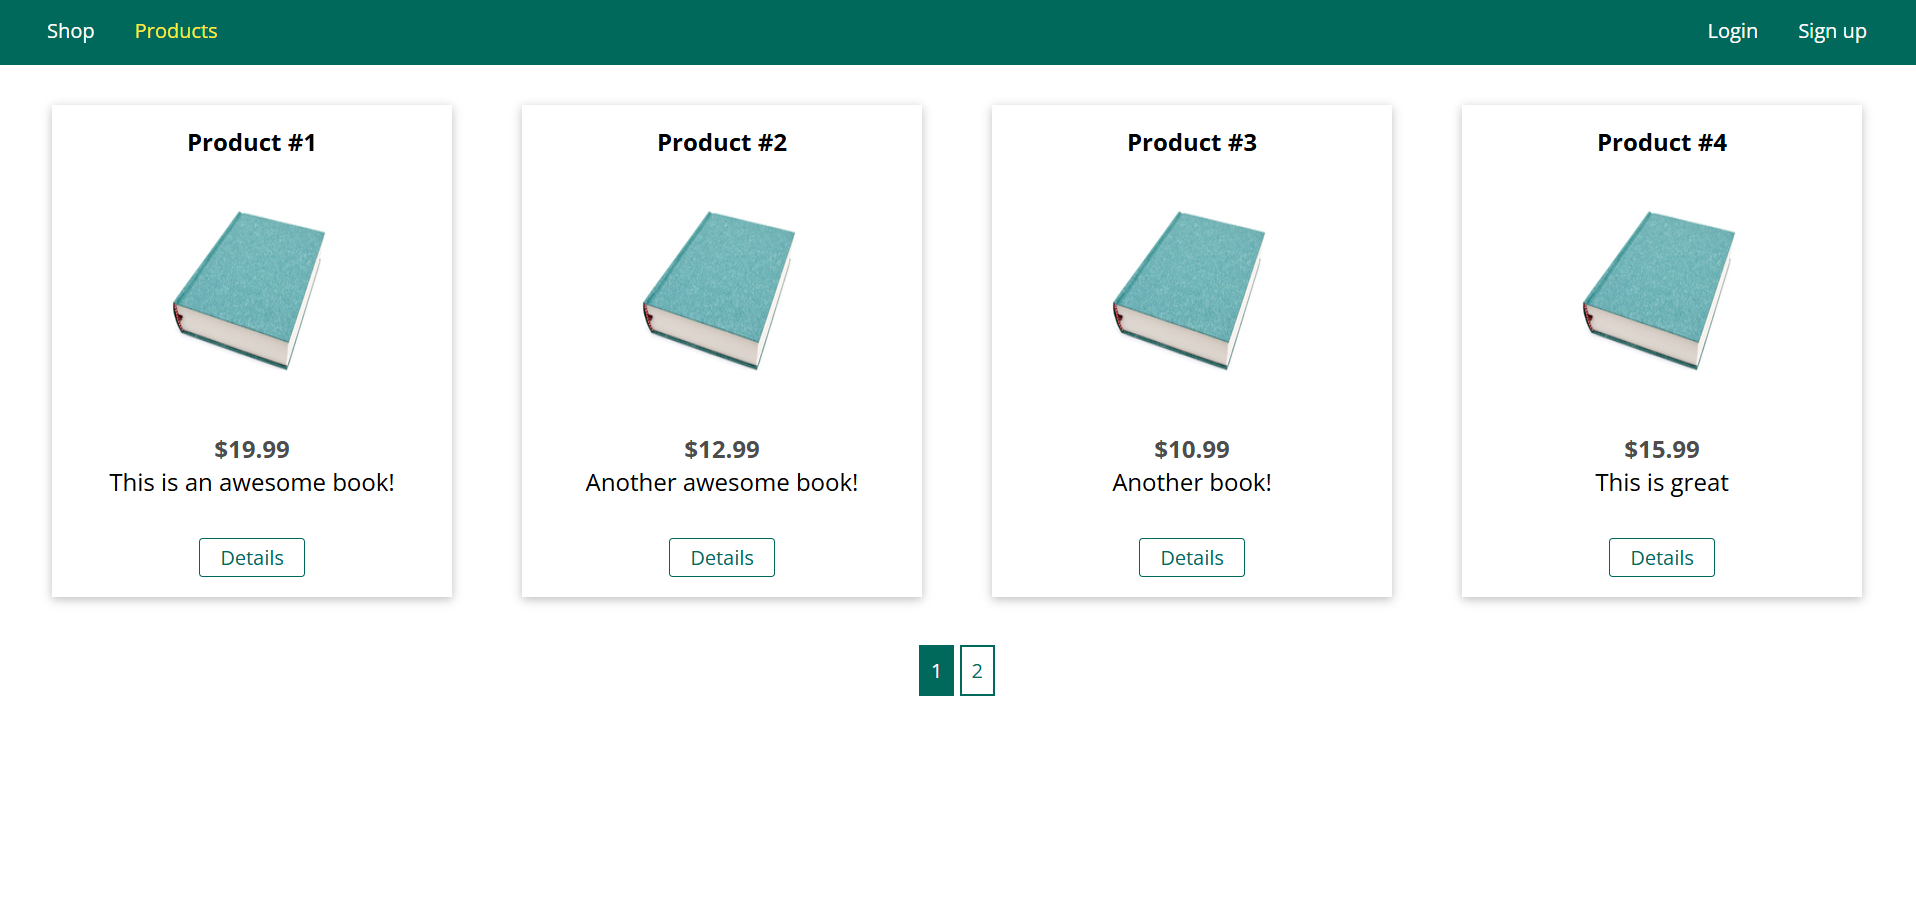 Shop Products Login Sign up
Product #1
$19.99
This is an awesome book!
Details
Product #2
$12.99
Another awesome book!
Details
Product #3
$10.99
Another book!
Details
Product #4
$15.99
This is great
Details
1 2